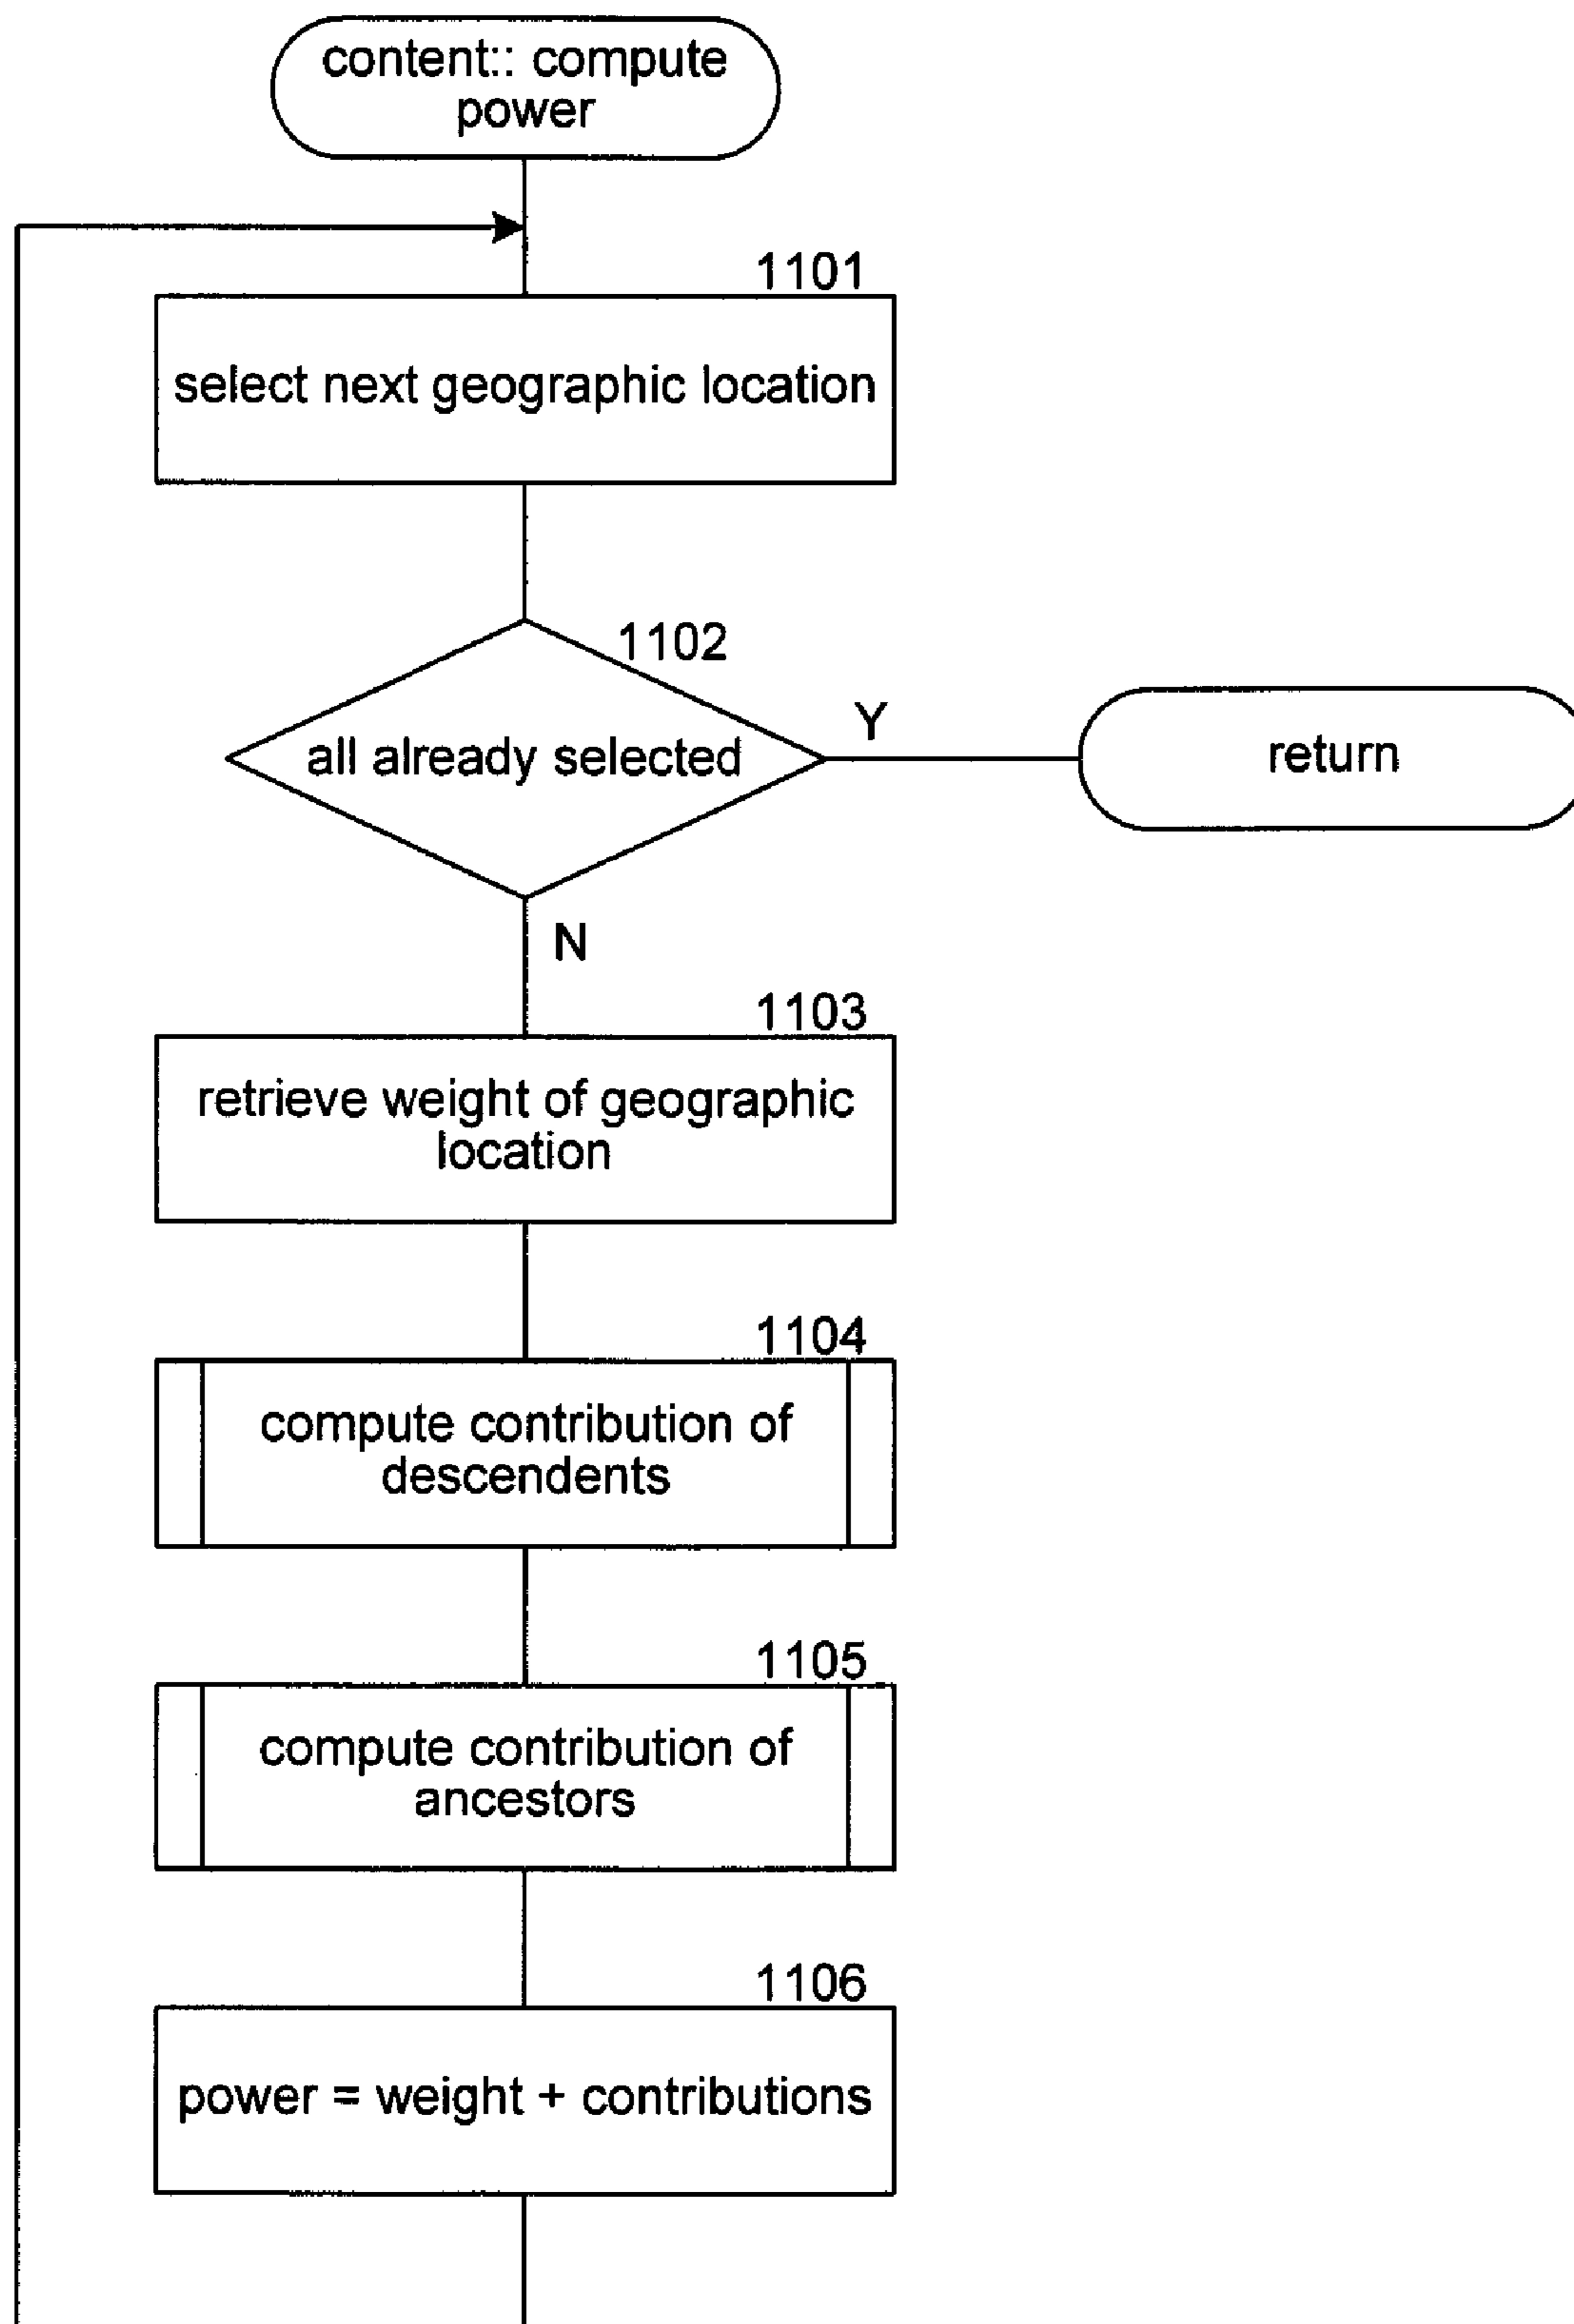 content:: compute
power
1101
select next geographic location
1102
all already selected
Y
return
N
1103
retrieve weight of geographic
location
1104
compute contribution of
descendents
1105
compute contribution of
ancestors
1106
power = weight + contributions